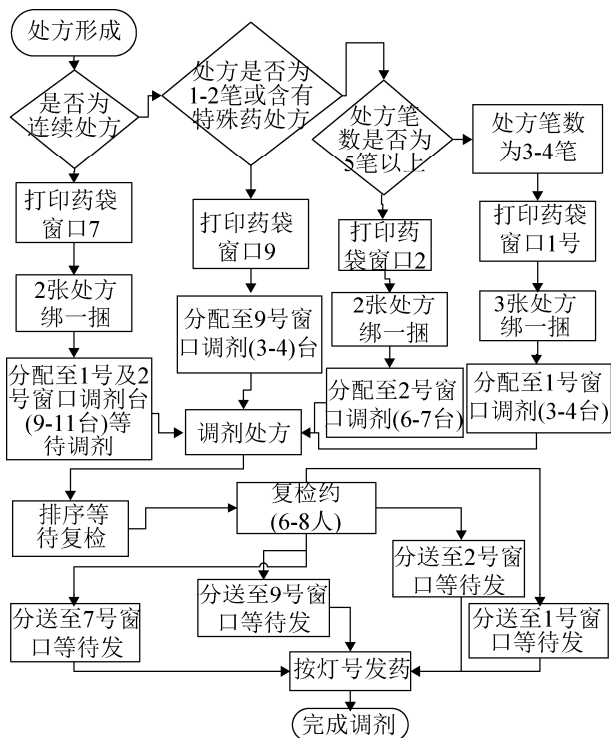 处方形成
是否为
连续处方
处方是否为
1-2笔或含有
特殊药处方
处方笔
数是否为
5笔以上
处方笔数
为3-4笔
打印药袋
窗口7
打印药袋
窗口9
打印药
袋窗口2
打印药袋
窗口1号
2张处方
绑一捆
分配至9号窗
口调剂(3-4)台
2张处方
绑一捆
3张处方
绑一捆
分配至1号及2
号窗口调剂台
(9-11台)等
待调剂
调剂处方
分配至2号窗
口调剂(6-7台)
分配至1号窗
口调剂(3-4台)
排序等
待复检
复检约
(6-8人)
分送至7号窗
口等待发
分送至9号窗
口等待发
分送至2号窗
口等待发
分送至1号窗
口等待发
按灯号发药
完成调剂